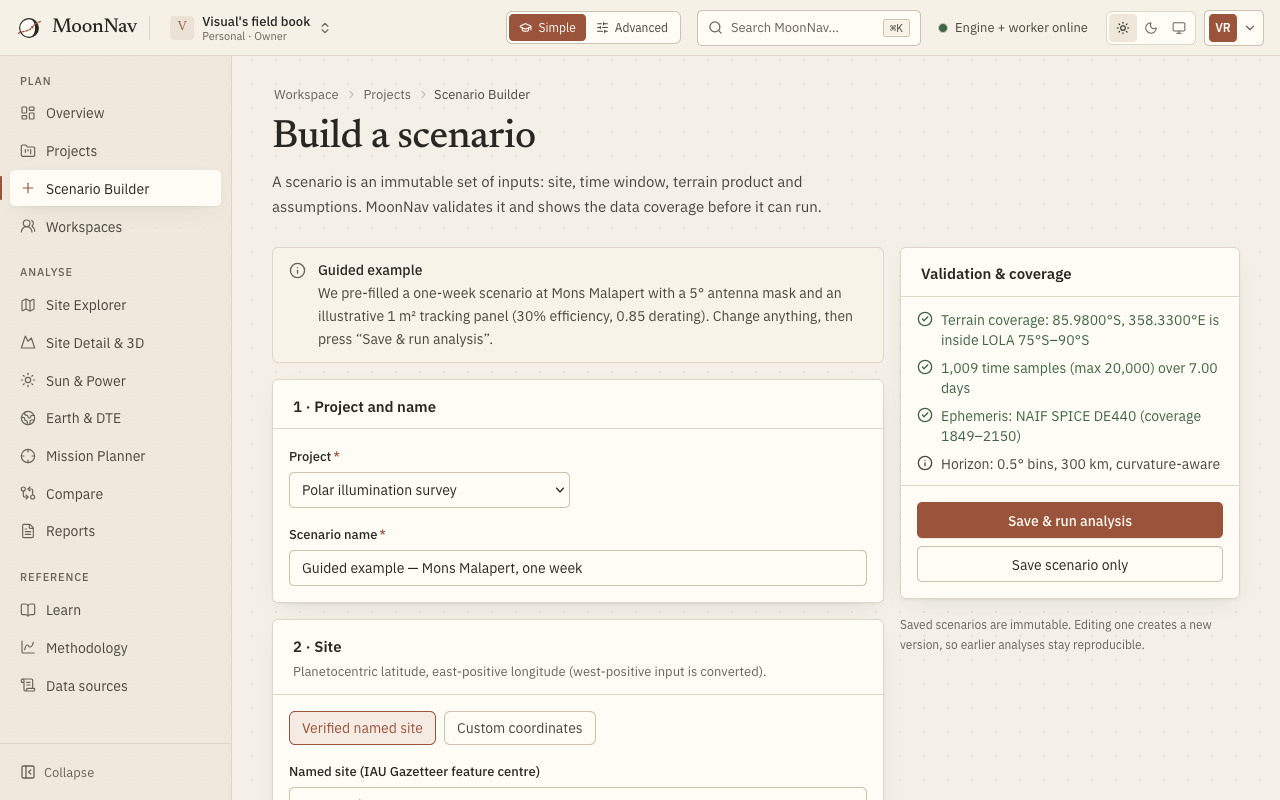 MoonNav
V
Visual's field book
Personal · Owner
Simple
Advanced
Search MoonNav...
⌘K
Engine + worker online
VR
PLAN
Overview
Projects
Scenario Builder
Workspaces
ANALYSE
Site Explorer
Site Detail & 3D
Sun & Power
Earth & DTE
Mission Planner
Compare
Reports
REFERENCE
Learn
Methodology
Data sources
Collapse
Workspace
Projects
Scenario Builder
Build a scenario
A scenario is an immutable set of inputs: site, time window, terrain product and
assumptions. MoonNav validates it and shows the data coverage before it can run.
Guided example
We pre-filled a one-week scenario at Mons Malapert with a 5° antenna mask and an
illustrative 1 m² tracking panel (30% efficiency, 0.85 derating). Change anything, then
press “Save & run analysis”.
1 · Project and name
Project *
Polar illumination survey
Scenario name *
Guided example — Mons Malapert, one week
2 · Site
Planetocentric latitude, east-positive longitude (west-positive input is converted).
Verified named site
Custom coordinates
Named site (IAU Gazetteer feature centre)
Validation & coverage
Terrain coverage: 85.9800°S, 358.3300°E is
inside LOLA 75°S–90°S
1,009 time samples (max 20,000) over 7.00
days
Ephemeris: NAIF SPICE DE440 (coverage
1849–2150)
Horizon: 0.5° bins, 300 km, curvature-aware
Save & run analysis
Save scenario only
Saved scenarios are immutable. Editing one creates a new
version, so earlier analyses stay reproducible.